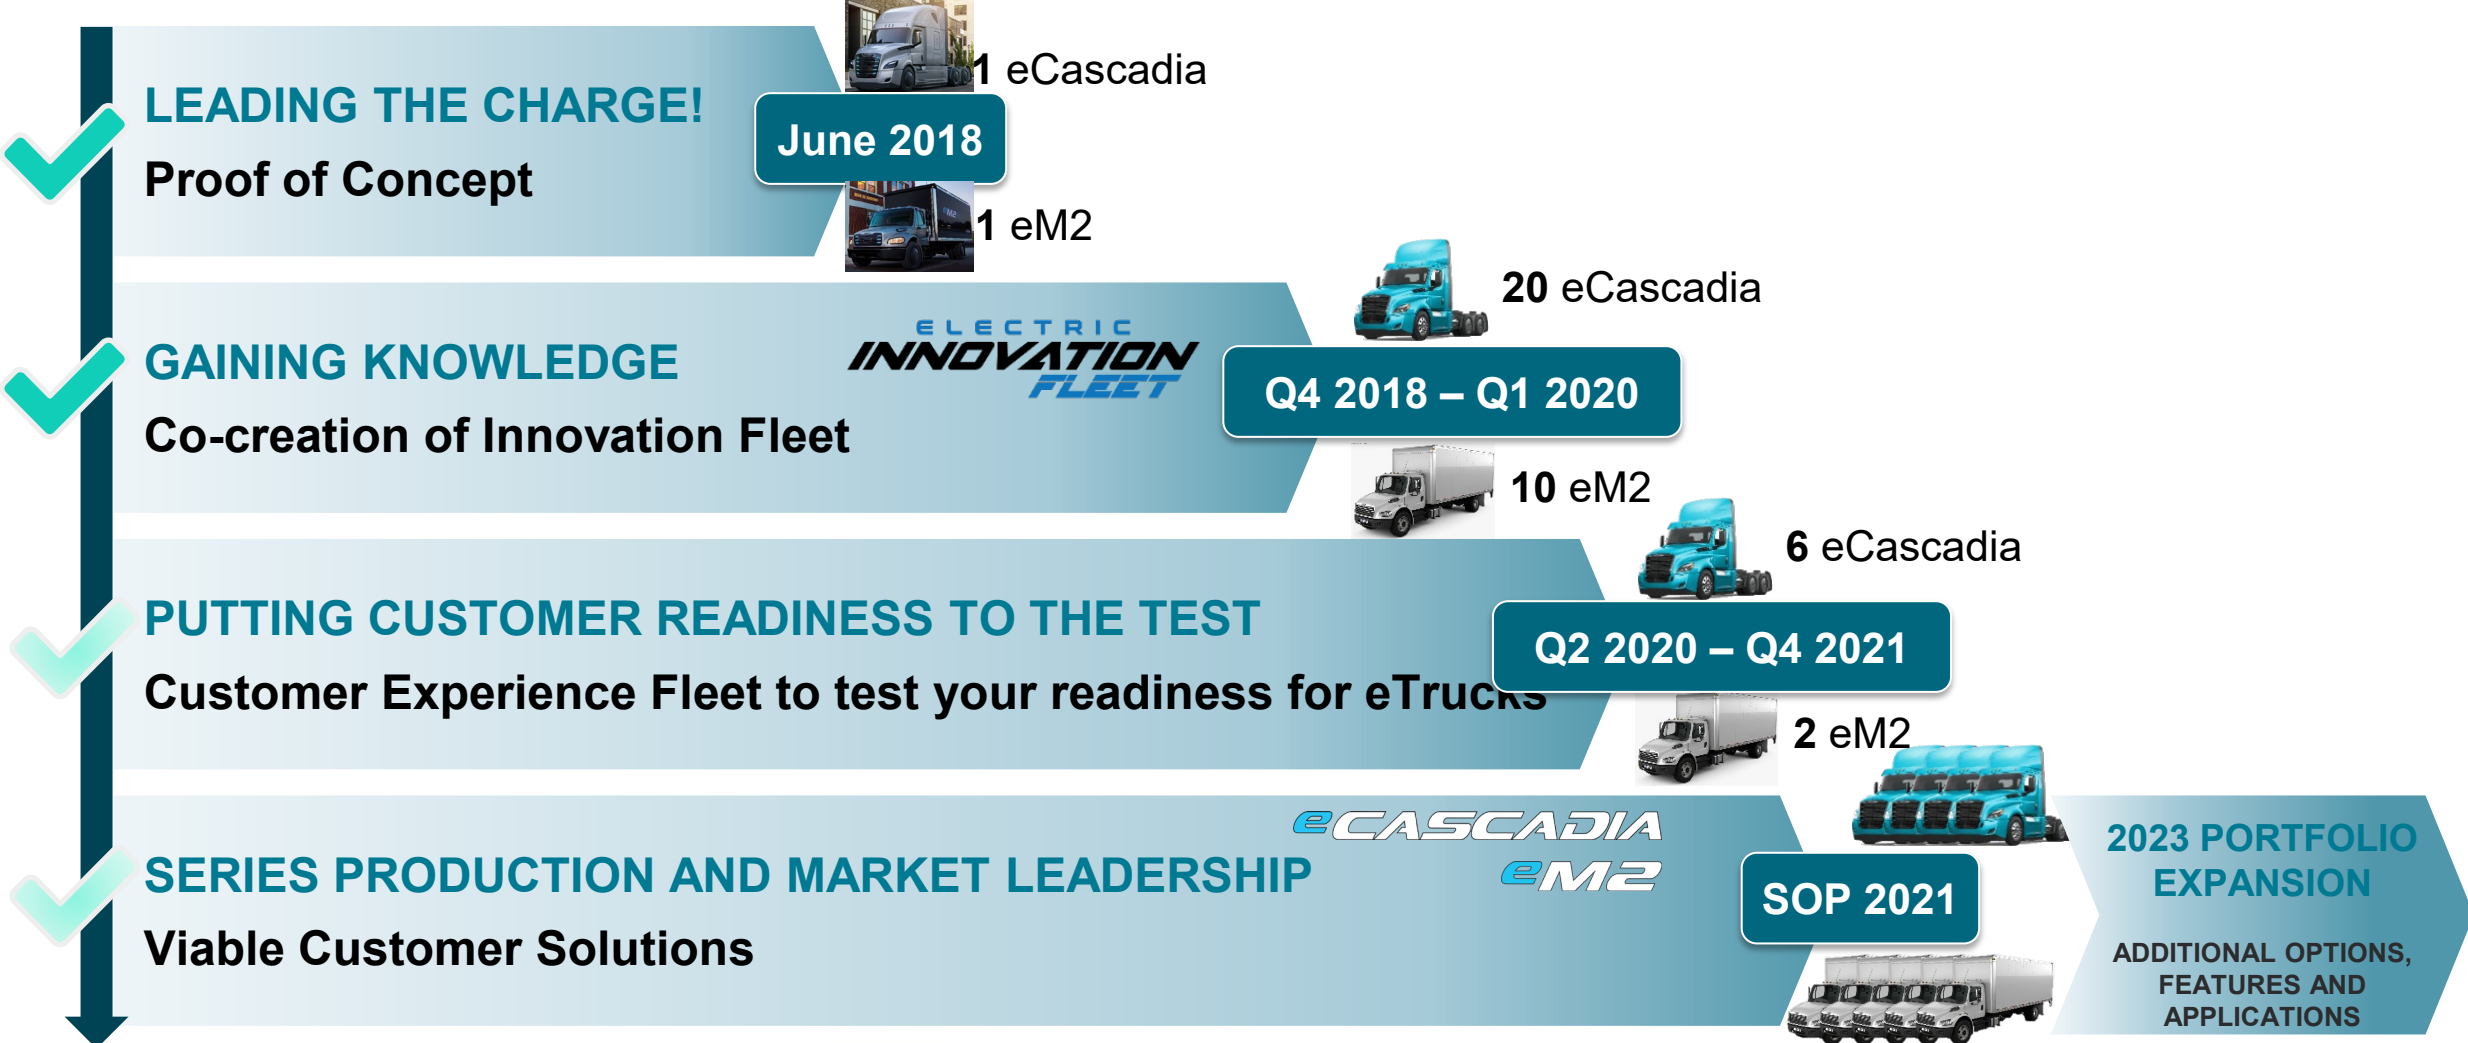 1 eCascadia
LEADING THE CHARGE!
June 2018
Proof of Concept
eM2
1 eM2
20 eCascadia
ELECTRIC
INNOVATION
FLEET
GAINING KNOWLEDGE
Q4 2018 – Q1 2020
Co-creation of Innovation Fleet
10 eM2
6 eCascadia
PUTTING CUSTOMER READINESS TO THE TEST
Q2 2020 – Q4 2021
Customer Experience Fleet to test your readiness for eTrucks
2 eM2
eCASCADIA
eM2
SERIES PRODUCTION AND MARKET LEADERSHIP
SOP 2021
Viable Customer Solutions
2023 PORTFOLIO
EXPANSION
ADDITIONAL OPTIONS,
FEATURES AND
APPLICATIONS